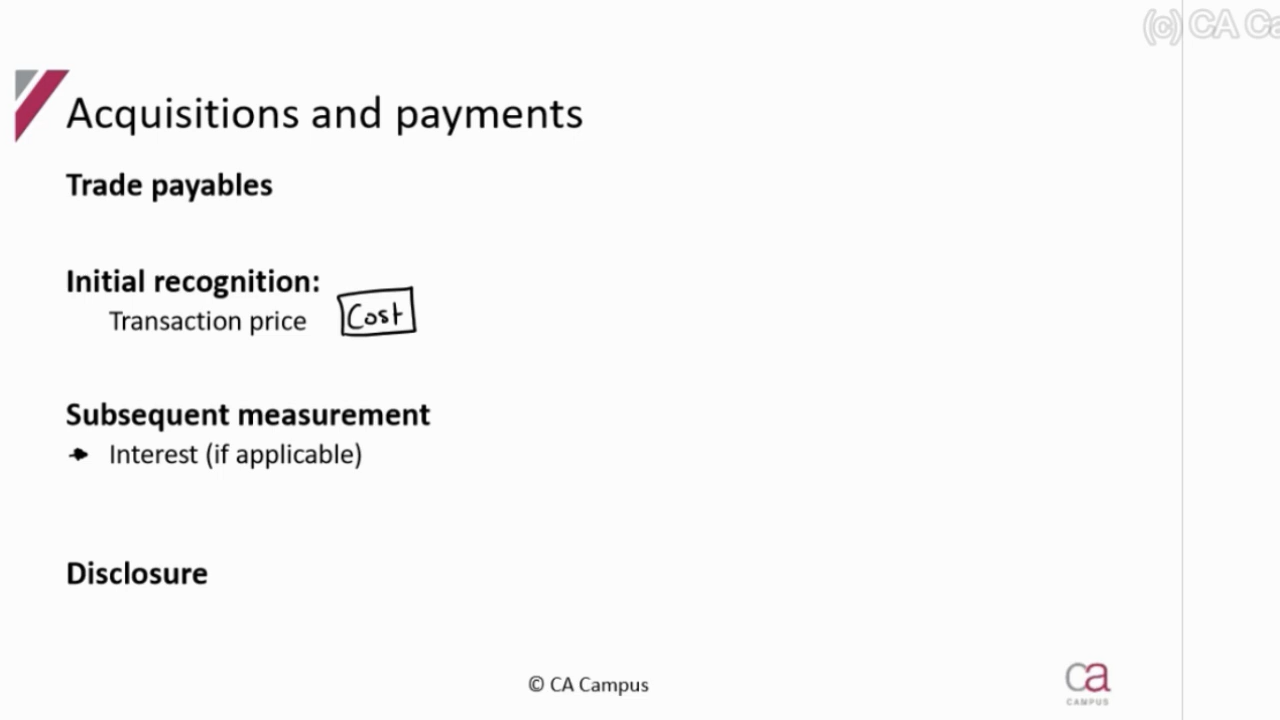 (c) CA Ca
Acquisitions and payments
Trade payables
Initial recognition:
Transaction price Cost
Subsequent measurement
Interest (if applicable)
Disclosure
© CA Campus
ca
CAMPUS